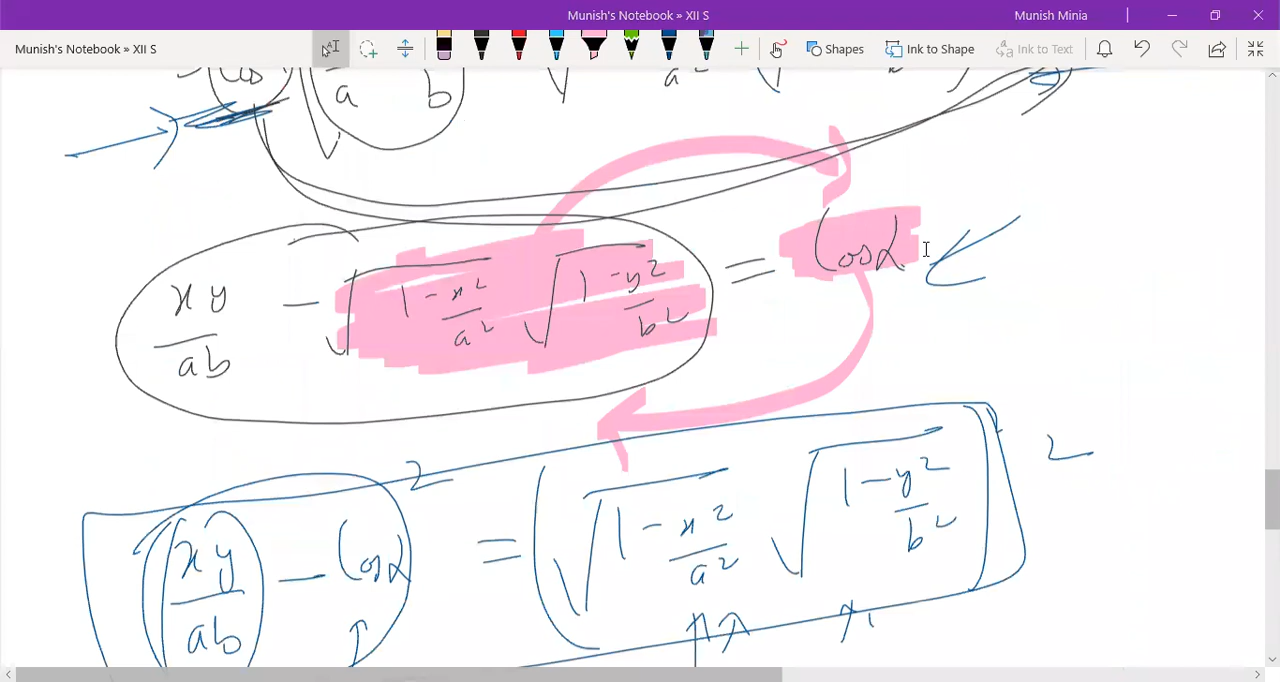 Munish's Notebook » XII S
Munish Minia
Munish's Notebook » XII S
Shapes Ink to Shape Ink to Text
a b a²
xy/ab − √(1 − x²/a²) √(1 − y²/b²) = Cos α
(xy/ab − Cos α)² = (√(1 − x²/a²) √(1 − y²/b²))²